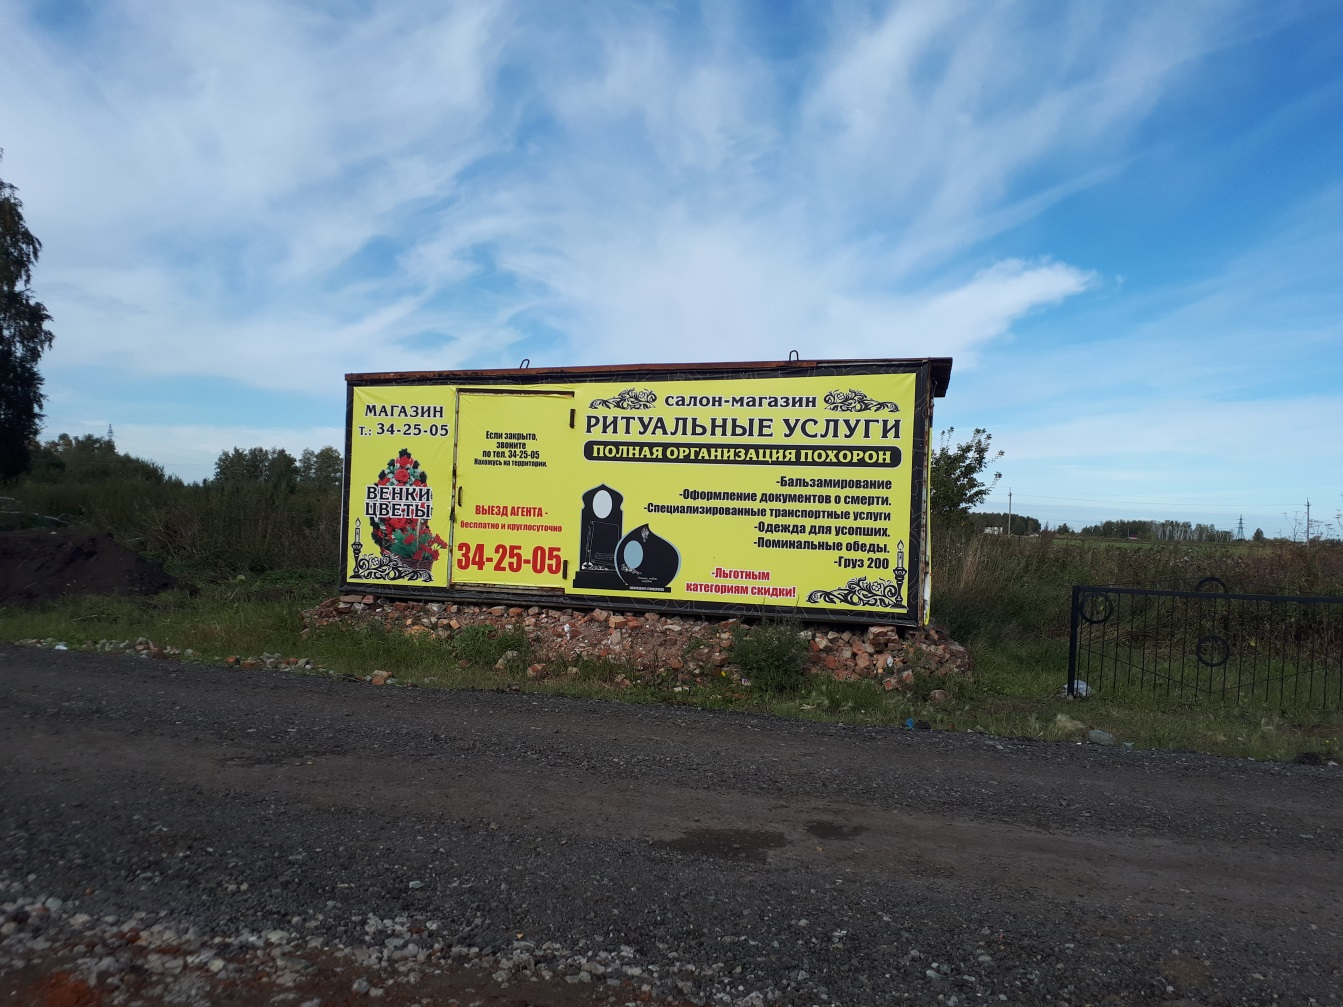 МАГАЗИН
Т.: 34-25-05
ВЕНКИ
ЦВЕТЫ
Если закрыто,
звоните
по тел. 34-25-05
Нахожусь на территории.
ВЫЕЗД АГЕНТА -
бесплатно и круглосуточно
34-25-05
САЛОН-МАГАЗИН
РИТУАЛЬНЫЕ УСЛУГИ
ПОЛНАЯ ОРГАНИЗАЦИЯ ПОХОРОН
-Бальзамирование
-Оформление документов о смерти.
-Специализированные транспортные услуги
-Одежда для усопших.
-Поминальные обеды.
-Груз 200
-Льготным
категориям скидки!